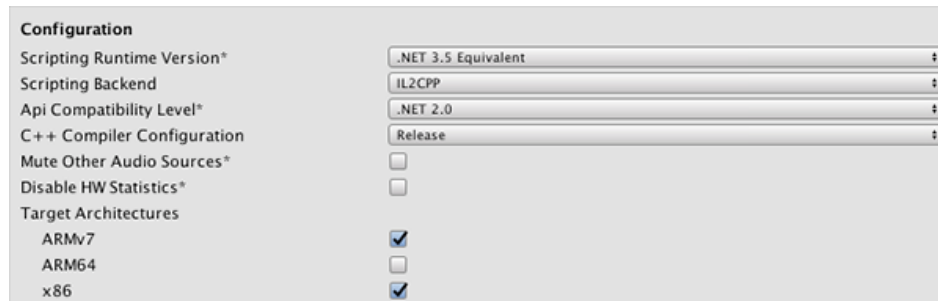 Configuration
Scripting Runtime Version* .NET 3.5 Equivalent
Scripting Backend IL2CPP
Api Compatibility Level* .NET 2.0
C++ Compiler Configuration Release
Mute Other Audio Sources*
Disable HW Statistics*
Target Architectures
ARMv7
ARM64
x86